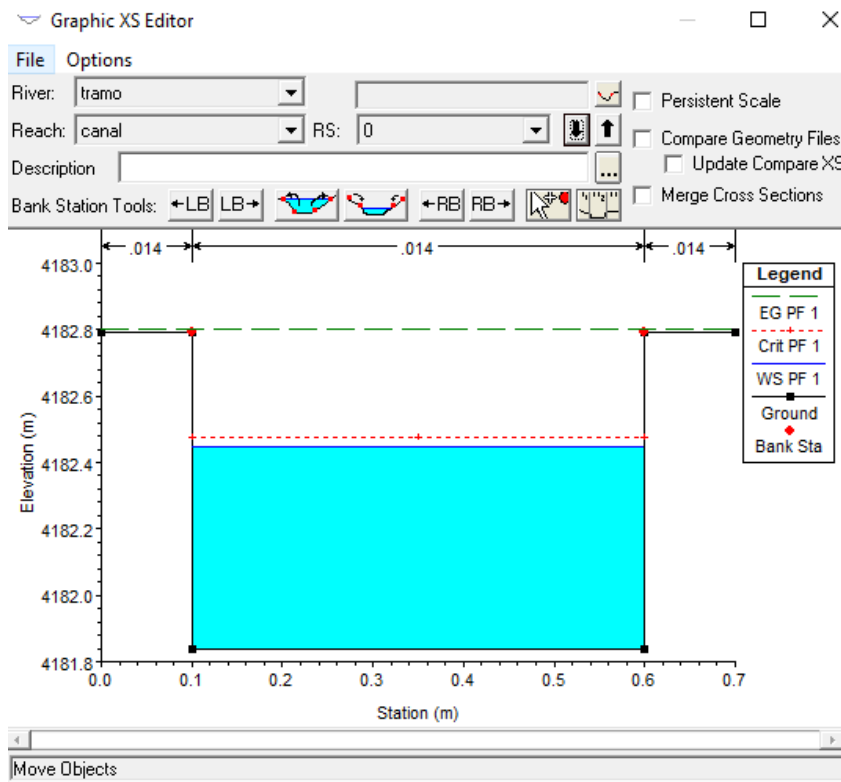 Graphic XS Editor
File Options
River: tramo Persistent Scale
Reach: canal RS: 0 Compare Geometry Files
Description ... Update Compare XS
Bank Station Tools: ←LB LB→ ←RB RB→ Merge Cross Sections
.014 .014 .014
4183.0
4182.8
4182.6
4182.4
4182.2
4182.0
4181.8
Elevation (m)
0.0 0.1 0.2 0.3 0.4 0.5 0.6 0.7
Station (m)
Legend
EG PF 1
Crit PF 1
WS PF 1
Ground
Bank Sta
Move Objects